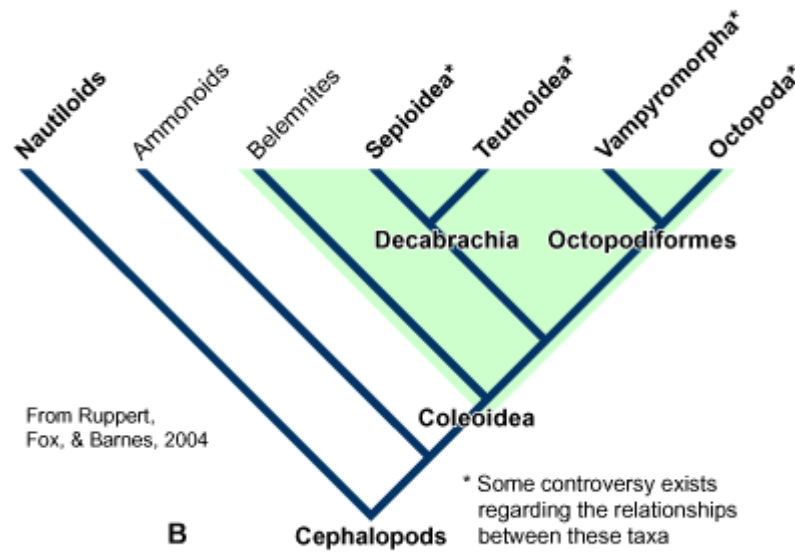 Nautiloids
Ammonoids
Belemnites
Sepioidea*
Teuthoidea*
Vampyromorpha*
Octopoda*
Decabrachia
Octopodiformes
Coleoidea
From Ruppert,
Fox, & Barnes, 2004
* Some controversy exists
regarding the relationships
between these taxa
B
Cephalopods